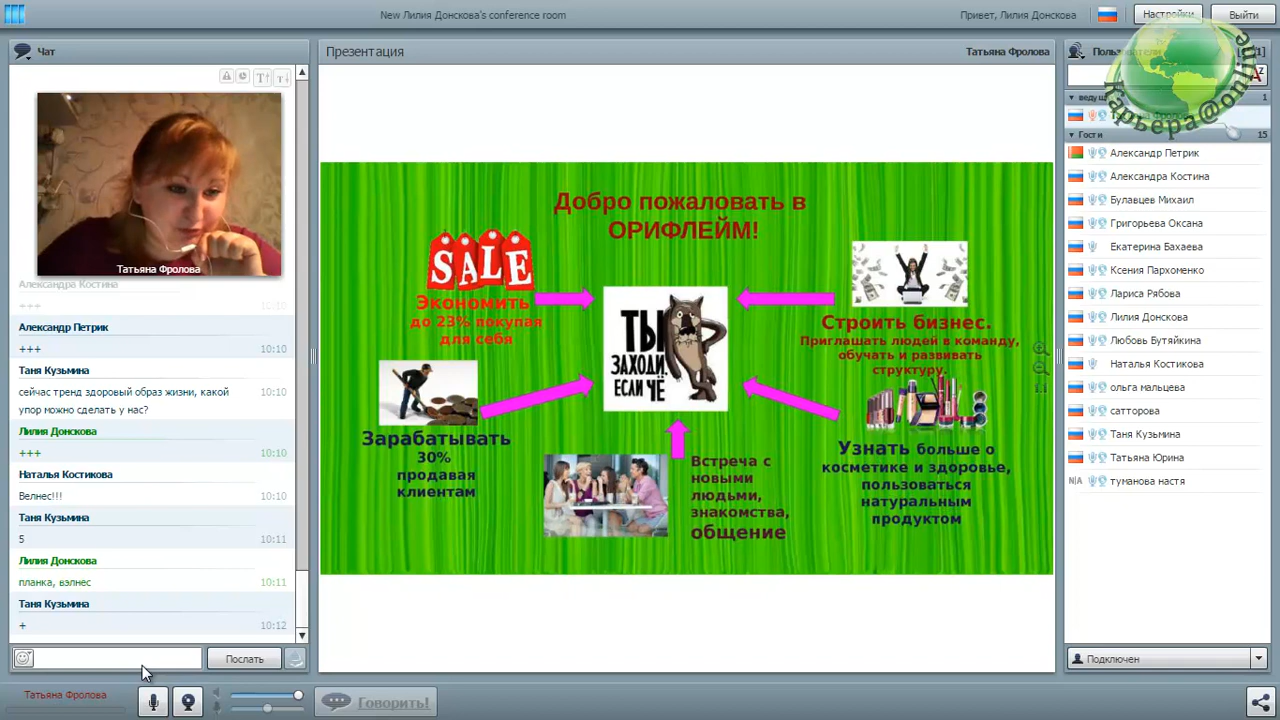 New Лилия Донскова's conference room
Привет, Лилия Донскова
Настройки
Выйти
Чат
Презентация
Татьяна Фролова
Пользователи
Карьера@online
Татьяна Фролова
Александра Костина
+++ 10:10
Александр Петрик
+++ 10:10
Таня Кузьмина
сейчас тренд здоровый образ жизни, какой 10:10
упор можно сделать у нас?
Лилия Донскова
+++ 10:10
Наталья Костикова
Велнес!!! 10:10
Таня Кузьмина
5 10:11
Лилия Донскова
планка, вэлнес 10:11
Таня Кузьмина
+ 10:12
Послать
Татьяна Фролова
Говорить!
Добро пожаловать в
ОРИФЛЕЙМ!
SALE
Экономить
до 23% покупая
для себя
ТЫ
ЗАХОДИ,
ЕСЛИ ЧЁ
Строить бизнес.
Приглашать людей в команду,
обучать и развивать
структуру.
Зарабатывать
30%
продавая
клиентам
Встреча с
новыми
людьми,
знакомства,
общение
Узнать больше о
косметике и здоровье,
пользоваться
натуральным
продуктом
1
Гости 15
Александр Петрик
Александра Костина
Булавцев Михаил
Григорьева Оксана
Екатерина Бахаева
Ксения Пархоменко
Лариса Рябова
Лилия Донскова
Любовь Бутяйкина
Наталья Костикова
ольга мальцева
сатторова
Таня Кузьмина
Татьяна Юрина
N/A туманова настя
Подключен